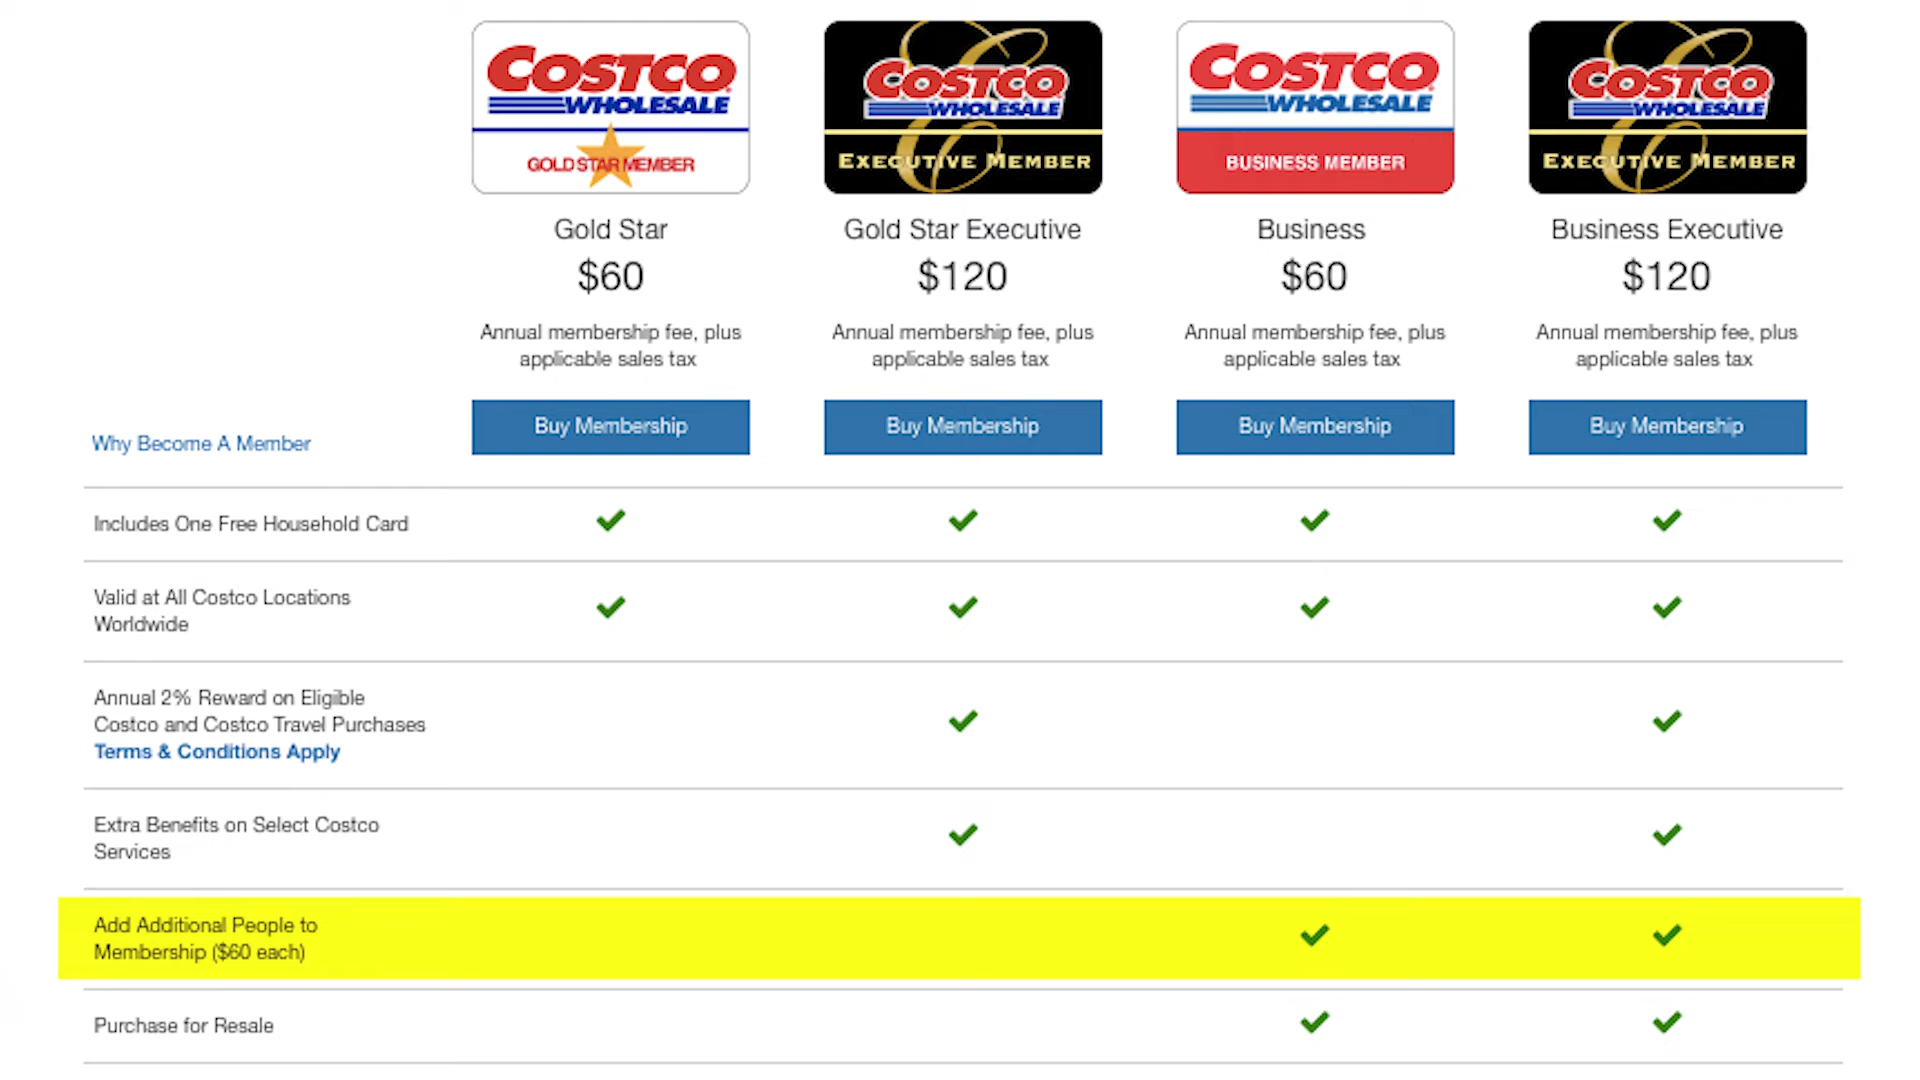 COSTCO
WHOLESALE
GOLD STAR MEMBER
COSTCO
WHOLESALE
EXECUTIVE MEMBER
COSTCO
WHOLESALE
BUSINESS MEMBER
COSTCO
WHOLESALE
EXECUTIVE MEMBER
Gold Star
$60
Annual membership fee, plus
applicable sales tax
Buy Membership
Gold Star Executive
$120
Annual membership fee, plus
applicable sales tax
Buy Membership
Business
$60
Annual membership fee, plus
applicable sales tax
Buy Membership
Business Executive
$120
Annual membership fee, plus
applicable sales tax
Buy Membership
Why Become A Member
Includes One Free Household Card
Valid at All Costco Locations
Worldwide
Annual 2% Reward on Eligible
Costco and Costco Travel Purchases
Terms & Conditions Apply
Extra Benefits on Select Costco
Services
Add Additional People to
Membership ($60 each)
Purchase for Resale